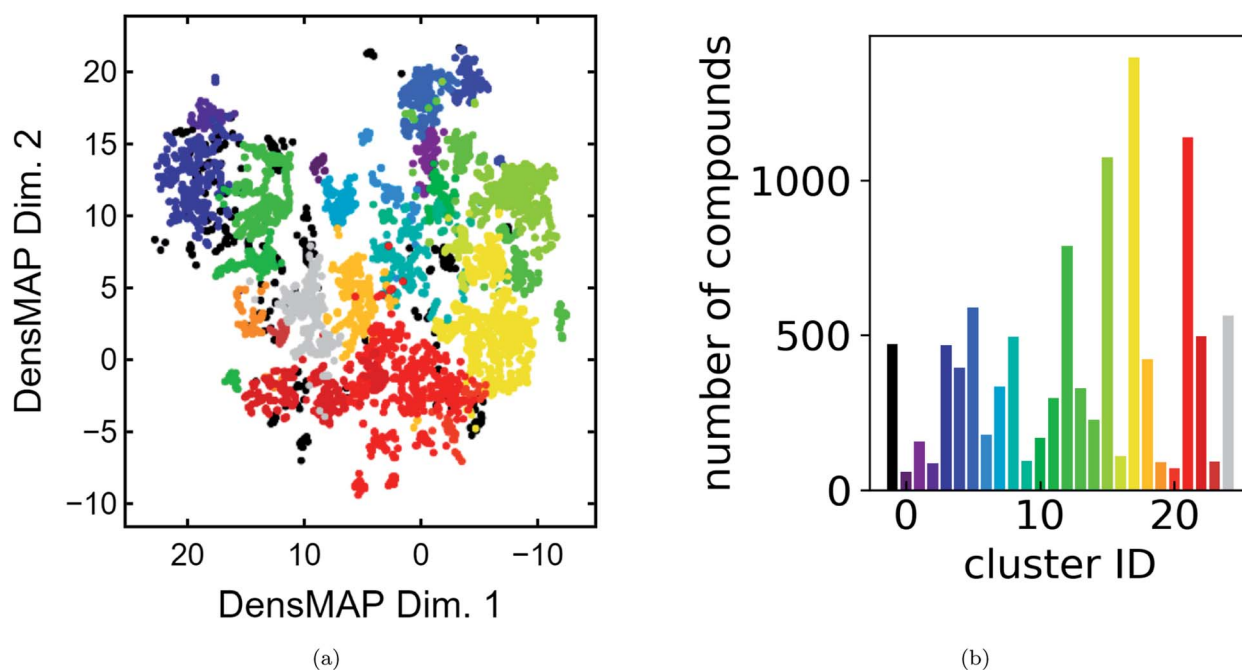 20
15
10
5
0
−5
−10
DensMAP Dim. 2
20 10 0 −10
DensMAP Dim. 1
(a)
number of compounds
1000
500
0
0 10 20
cluster ID
(b)